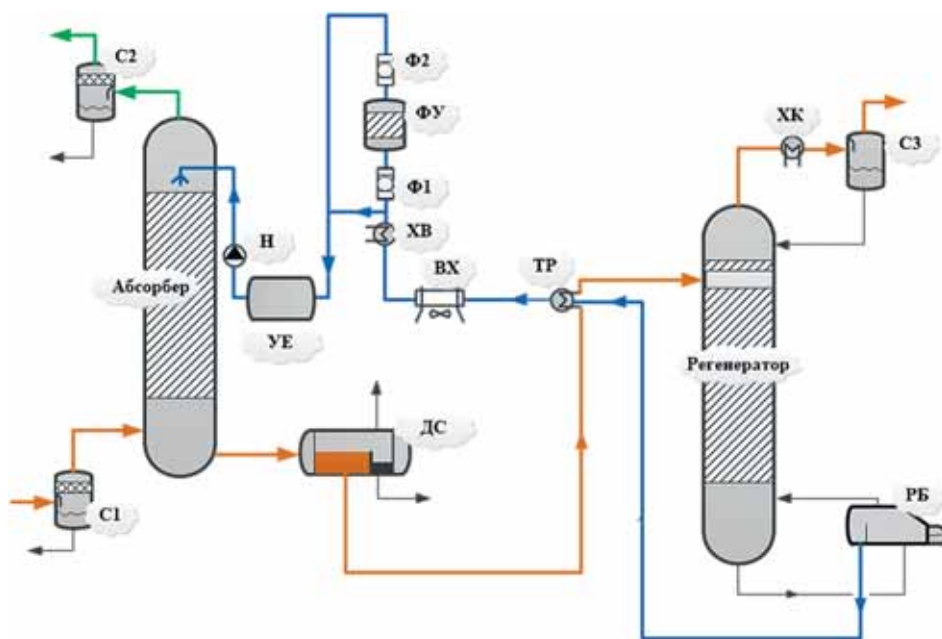 С2
Ф2
ФУ
ХК
С3
Ф1
ХВ
Н
ВХ
ТР
Абсорбер
УЕ
Регенератор
ДС
РБ
С1